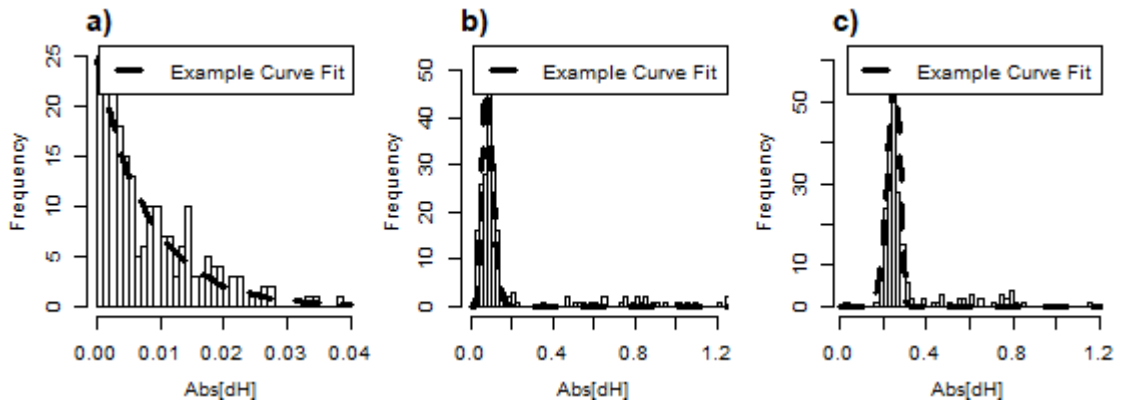 a)
Example Curve Fit
Frequency
0 5 10 15 20 25
0.00 0.01 0.02 0.03 0.04
Abs[dH]
b)
Example Curve Fit
Frequency
0 10 20 30 40 50
0.0 0.4 0.8 1.2
Abs[dH]
c)
Example Curve Fit
Frequency
0 10 30 50
0.0 0.4 0.8 1.2
Abs[dH]